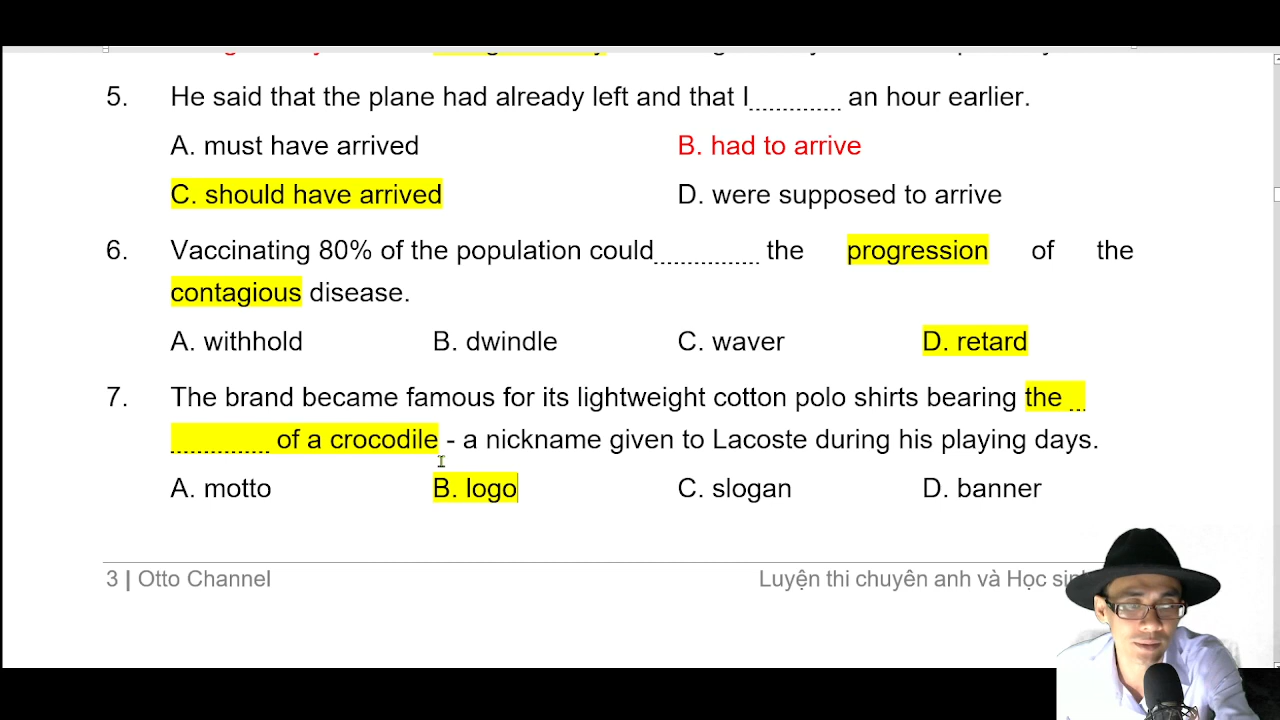 5. He said that the plane had already left and that I............ an hour earlier.
A. must have arrived B. had to arrive
C. should have arrived D. were supposed to arrive
6. Vaccinating 80% of the population could.............. the progression of the
contagious disease.
A. withhold B. dwindle C. waver D. retard
7. The brand became famous for its lightweight cotton polo shirts bearing the ..
............. of a crocodile - a nickname given to Lacoste during his playing days.
A. motto B. logo C. slogan D. banner
3 | Otto Channel Luyện thi chuyên anh và Học